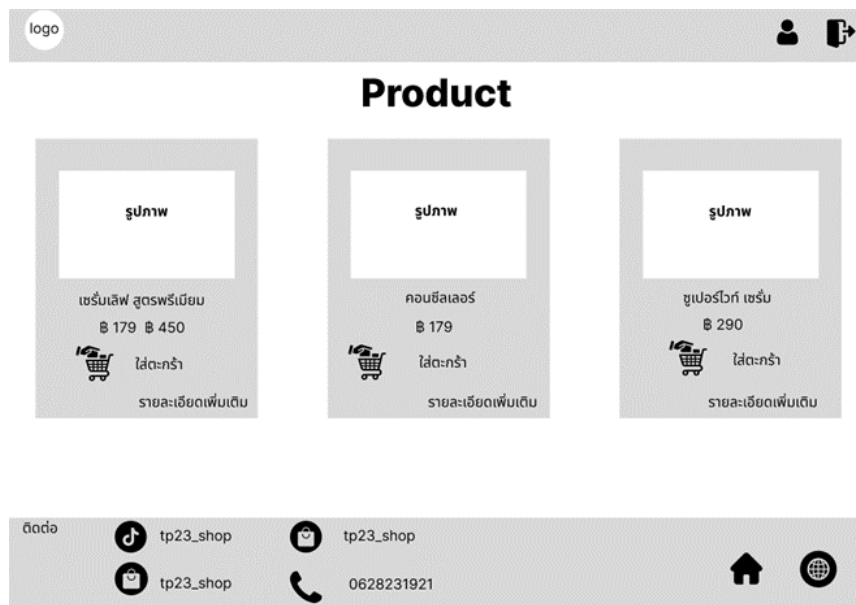 logo
Product
รูปภาพ
เซรั่มเลิฟ สูตรพรีเมียม
฿ 179 ฿ 450
ใส่ตะกร้า
รายละเอียดเพิ่มเติม
รูปภาพ
คอนซีลเลอร์
฿ 179
ใส่ตะกร้า
รายละเอียดเพิ่มเติม
รูปภาพ
ซูเปอร์ไวท์ เซรั่ม
฿ 290
ใส่ตะกร้า
รายละเอียดเพิ่มเติม
ติดต่อ
tp23_shop
tp23_shop
tp23_shop
0628231921